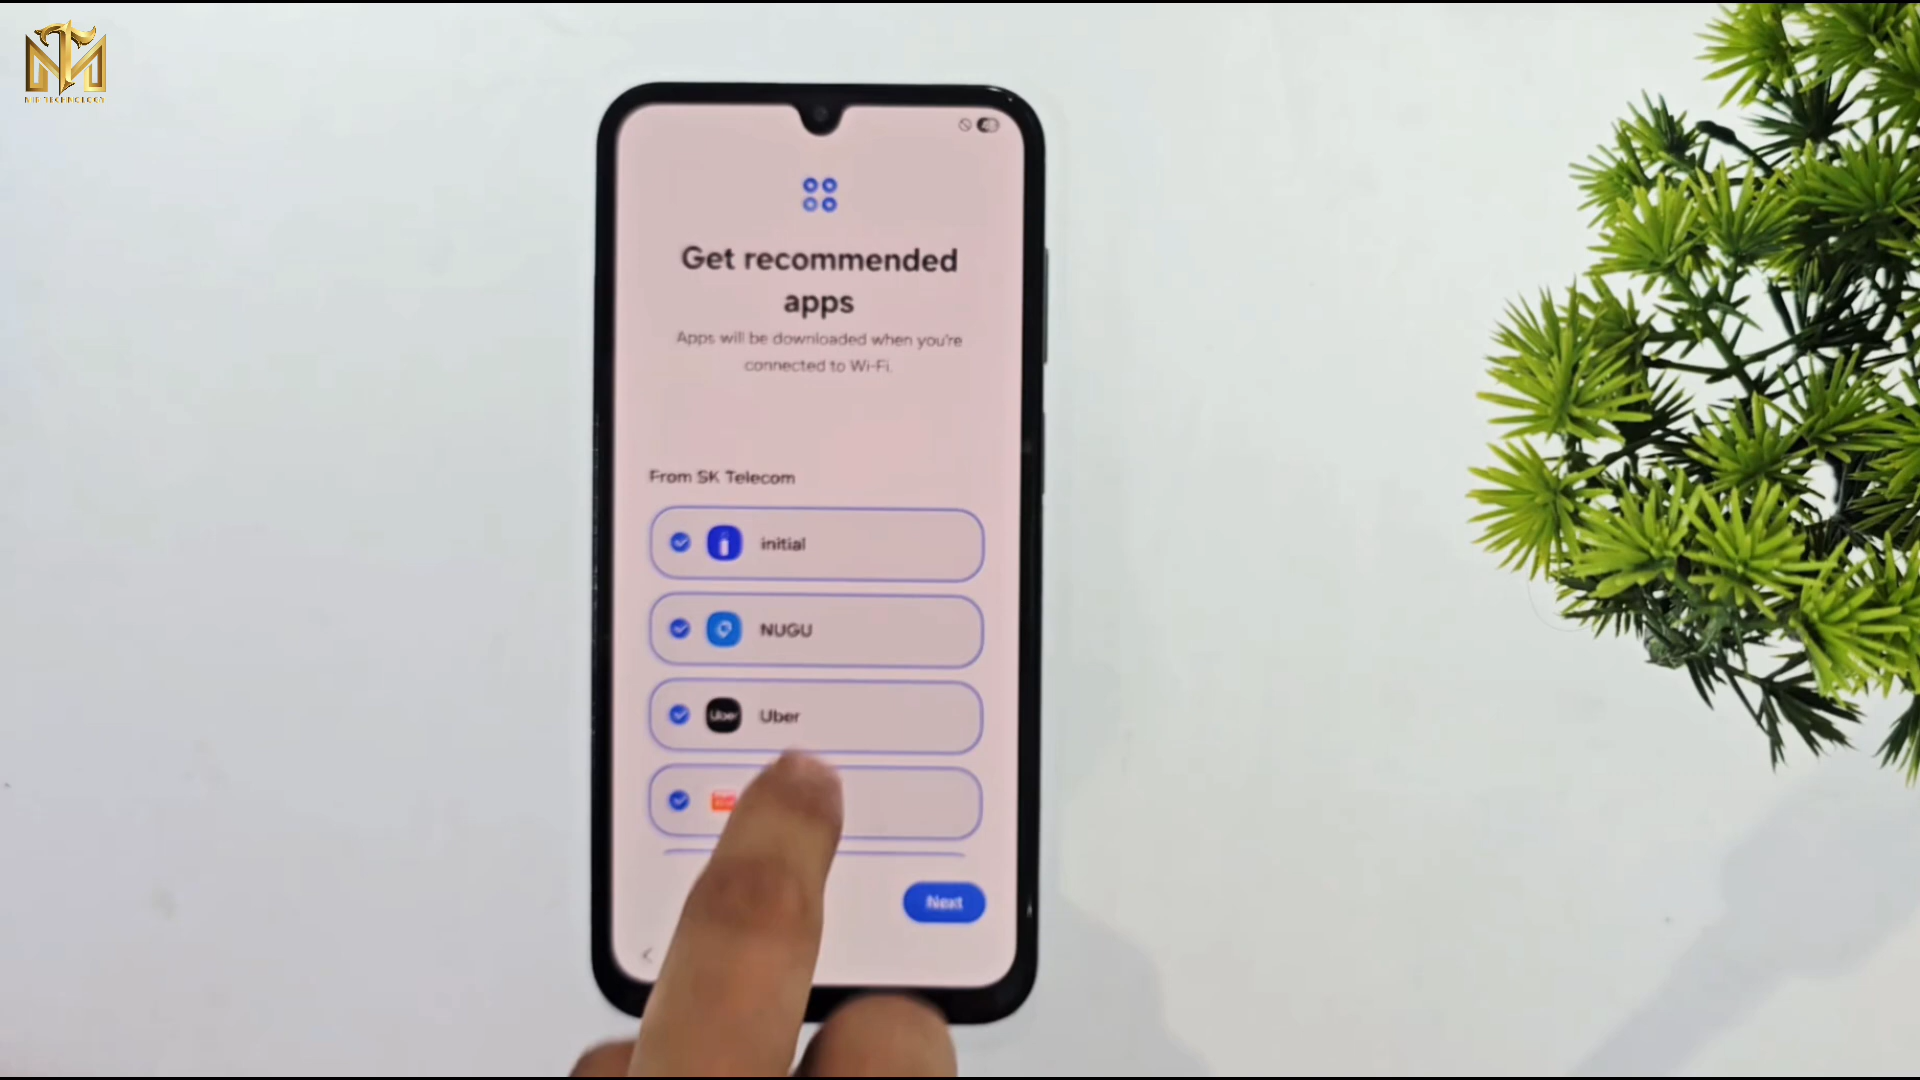 Get recommended
apps
Apps will be downloaded when you're
connected to Wi-Fi.
From SK Telecom
initial
NUGU
Uber
Uber
Next